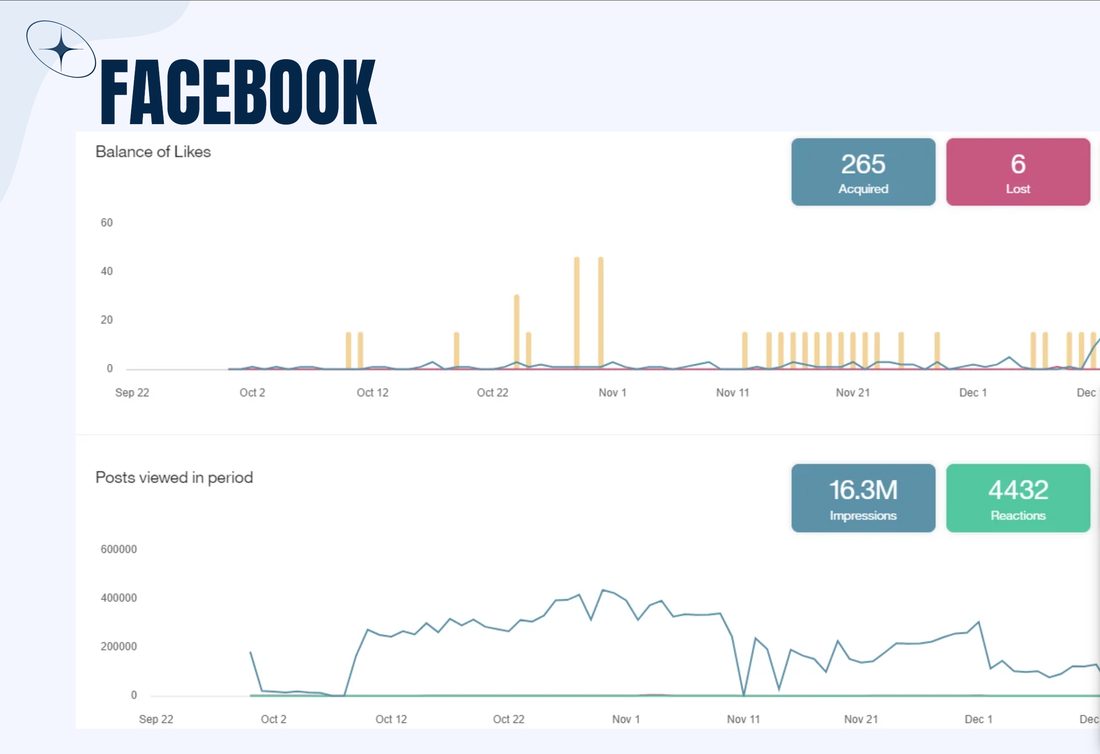 FACEBOOK
Balance of Likes
265
Acquired
6
Lost
60
40
20
0
Sep 22 Oct 2 Oct 12 Oct 22 Nov 1 Nov 11 Nov 21 Dec 1 Dec
Posts viewed in period
16.3M
Impressions
4432
Reactions
600000
400000
200000
0
Sep 22 Oct 2 Oct 12 Oct 22 Nov 1 Nov 11 Nov 21 Dec 1 Dec